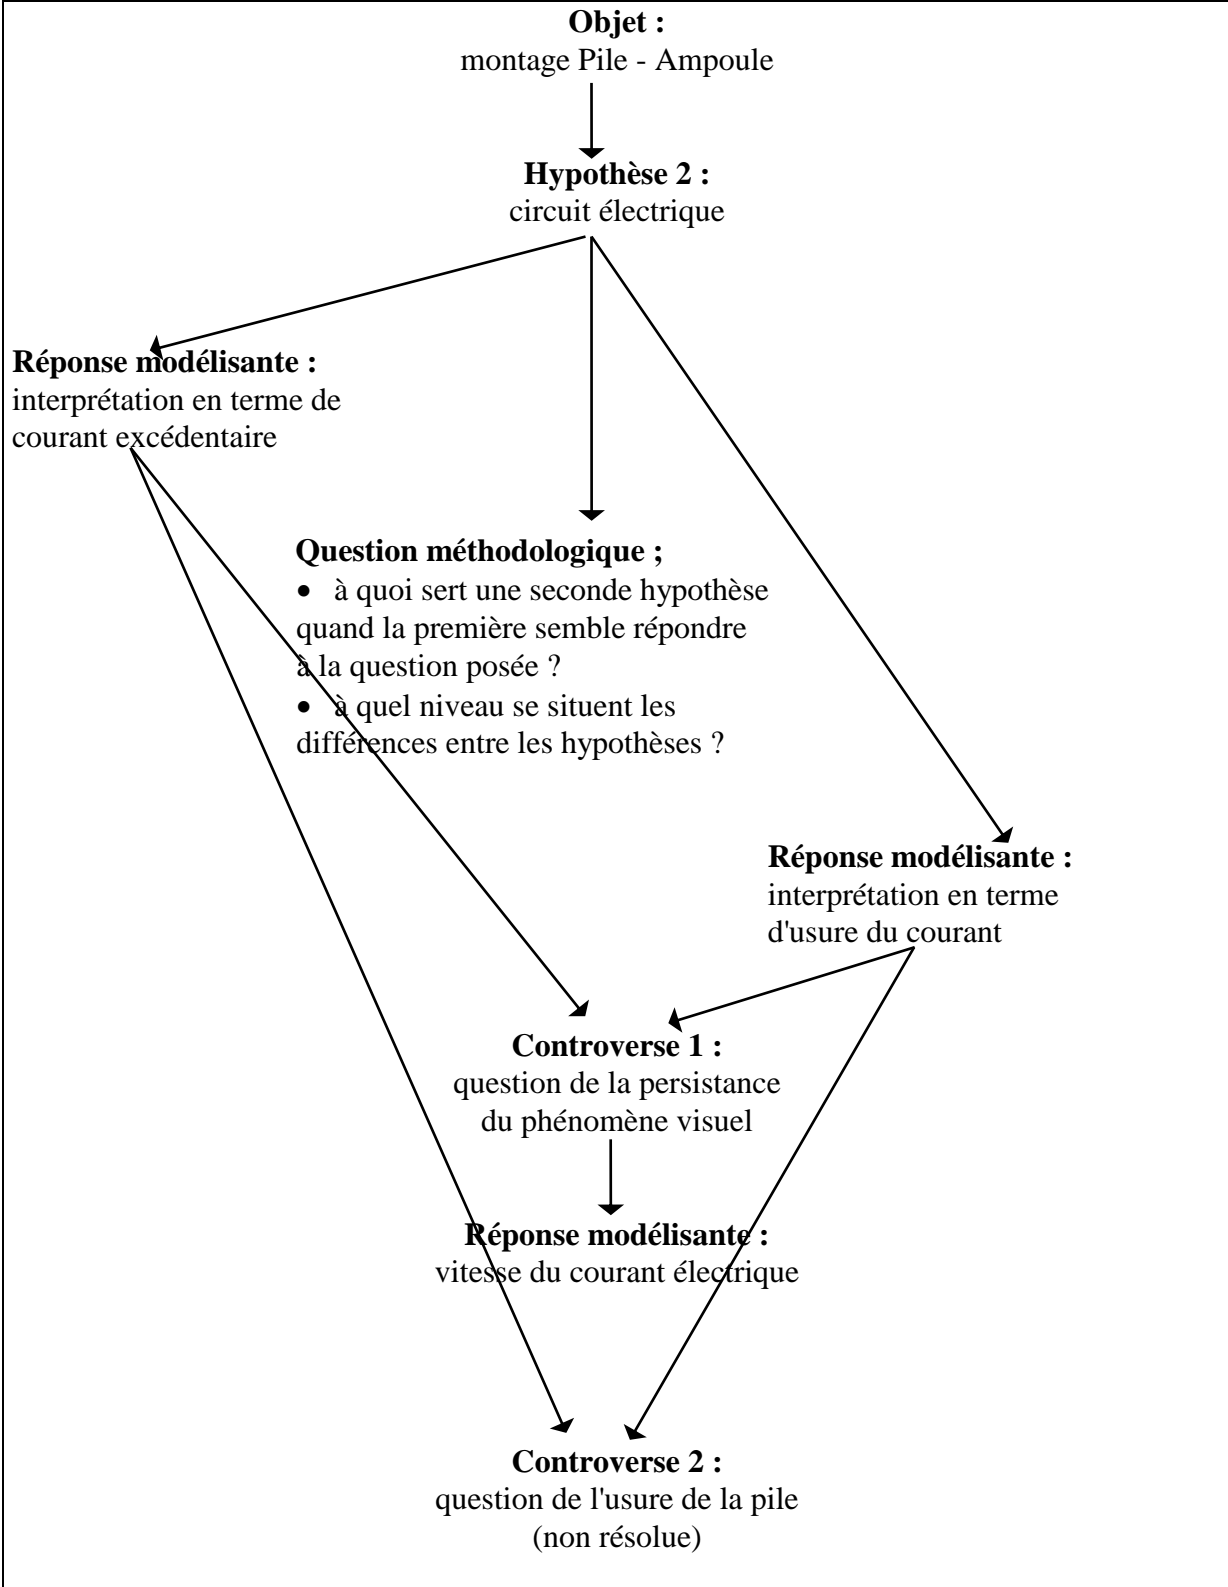 Objet :
montage Pile - Ampoule
Hypothèse 2 :
circuit électrique
Réponse modélisante :
interprétation en terme de
courant excédentaire
Question méthodologique ;
• à quoi sert une seconde hypothèse
quand la première semble répondre
à la question posée ?
• à quel niveau se situent les
différences entre les hypothèses ?
Réponse modélisante :
interprétation en terme
d'usure du courant
Controverse 1 :
question de la persistance
du phénomène visuel
Réponse modélisante :
vitesse du courant électrique
Controverse 2 :
question de l'usure de la pile
(non résolue)